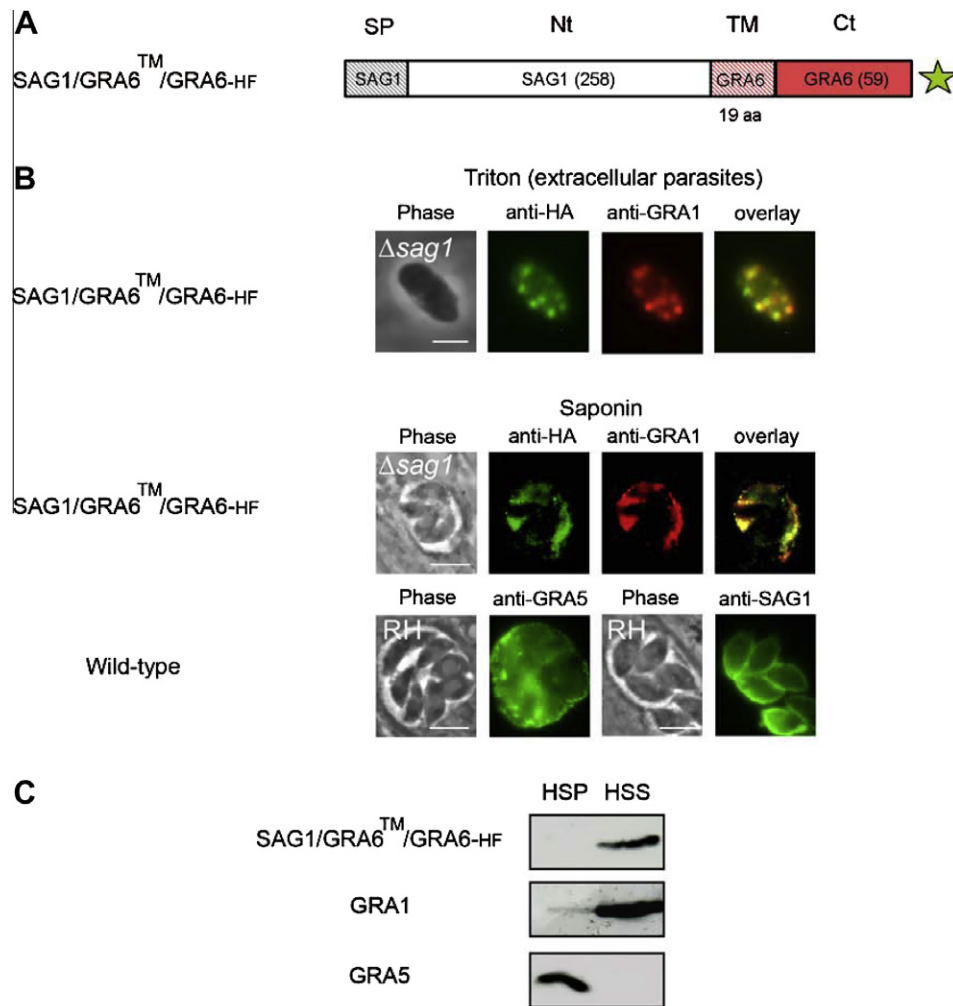 A
SP Nt TM Ct
SAG1/GRA6TM/GRA6-HF
SAG1 SAG1 (258) GRA6 GRA6 (59)
19 aa
B
Triton (extracellular parasites)
Phase anti-HA anti-GRA1 overlay
Δsag1
SAG1/GRA6TM/GRA6-HF
Saponin
Phase anti-HA anti-GRA1 overlay
Δsag1
SAG1/GRA6TM/GRA6-HF
Phase anti-GRA5 Phase anti-SAG1
RH RH
Wild-type
C
HSP HSS
SAG1/GRA6TM/GRA6-HF
GRA1
GRA5